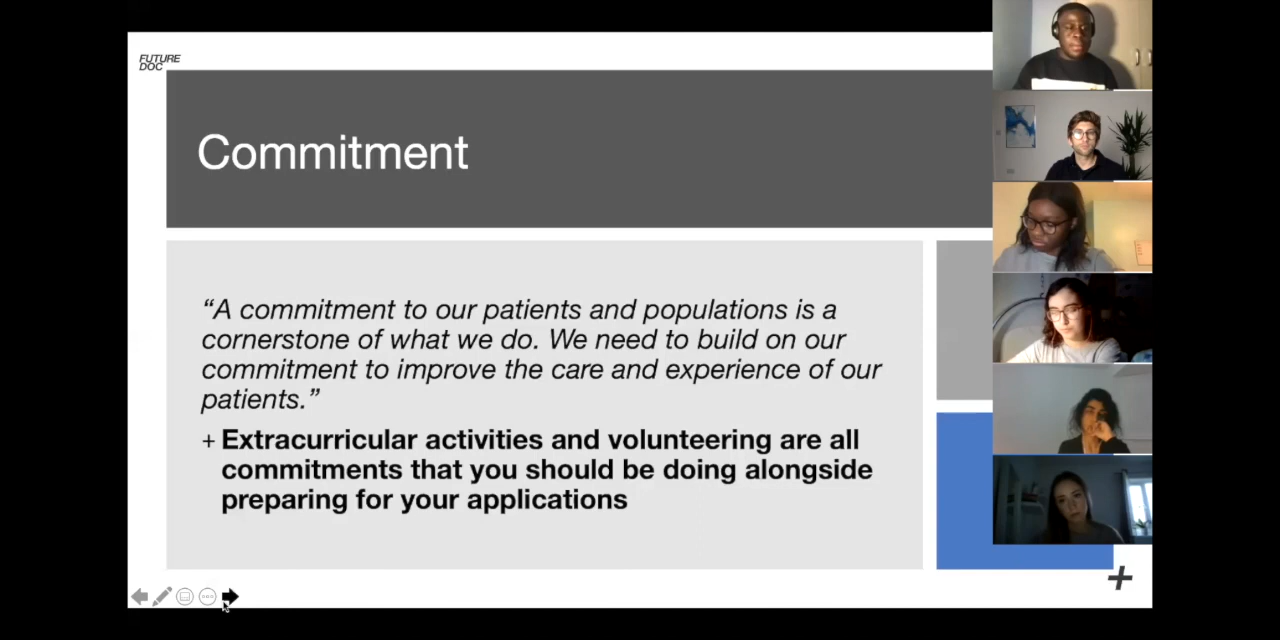 FUTURE
DOC
Commitment
“A commitment to our patients and populations is a
cornerstone of what we do. We need to build on our
commitment to improve the care and experience of our
patients.”
+ Extracurricular activities and volunteering are all
commitments that you should be doing alongside
preparing for your applications